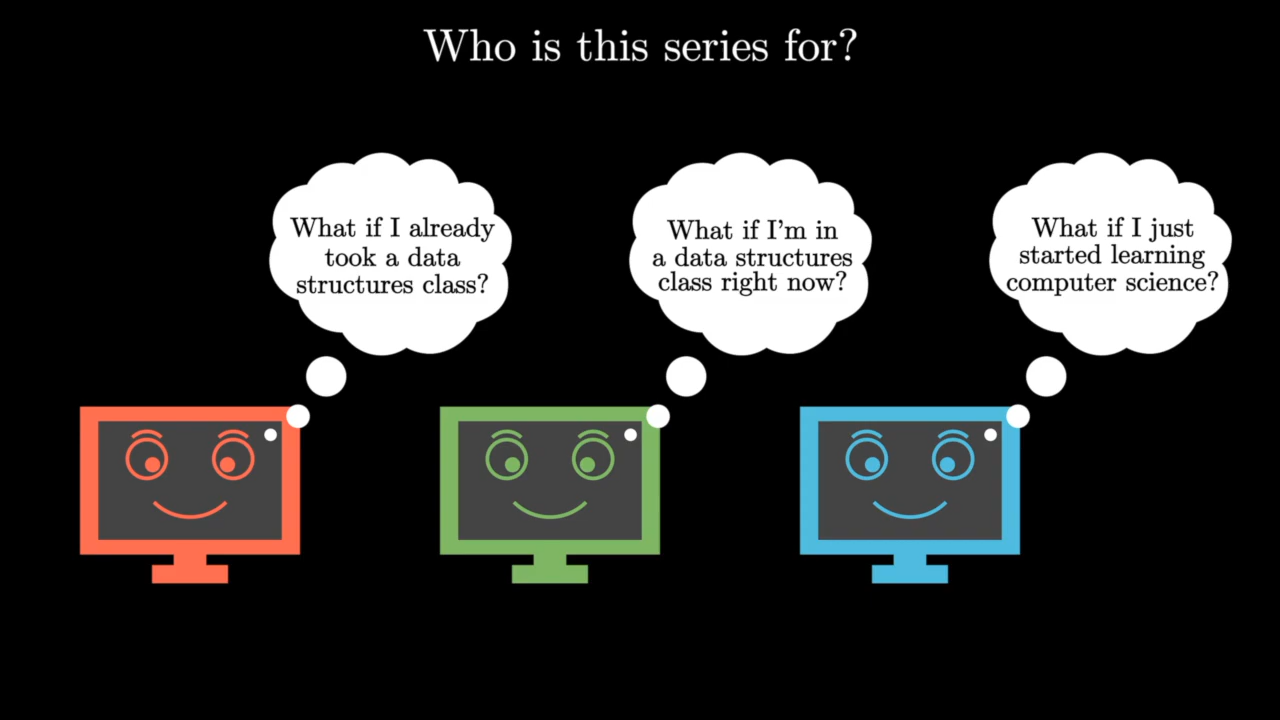 Who is this series for?
What if I already
took a data
structures class?
What if I'm in
a data structures
class right now?
What if I just
started learning
computer science?